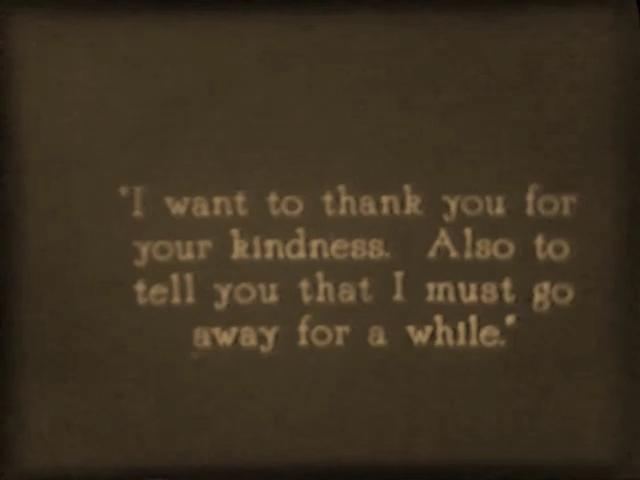 "I want to thank you for
your kindness. Also to
tell you that I must go
away for a while."